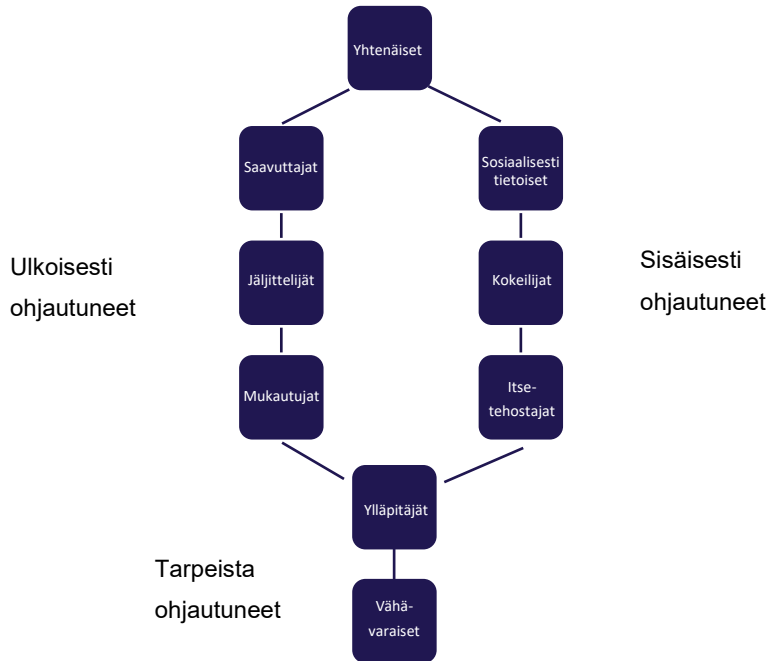 Yhtenäiset
Saavuttajat
Sosiaalisesti
tietoiset
Ulkoisesti
ohjautuneet
Jäljittelijät
Kokeilijat
Sisäisesti
ohjautuneet
Mukautujat
Itse-
tehostajat
Ylläpitäjät
Tarpeista
ohjautuneet
Vähä-
varaiset